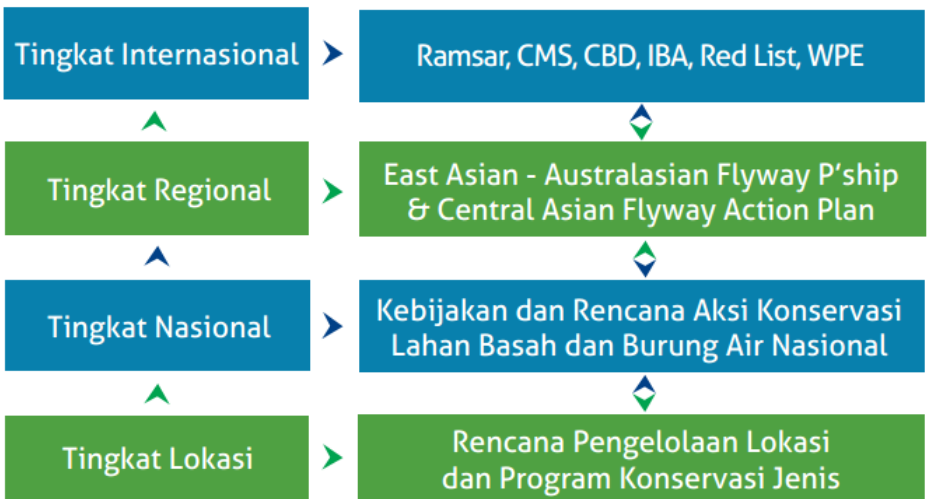 Tingkat Internasional
Ramsar, CMS, CBD, IBA, Red List, WPE
Tingkat Regional
East Asian - Australasian Flyway P'ship
& Central Asian Flyway Action Plan
Tingkat Nasional
Kebijakan dan Rencana Aksi Konservasi
Lahan Basah dan Burung Air Nasional
Tingkat Lokasi
Rencana Pengelolaan Lokasi
dan Program Konservasi Jenis